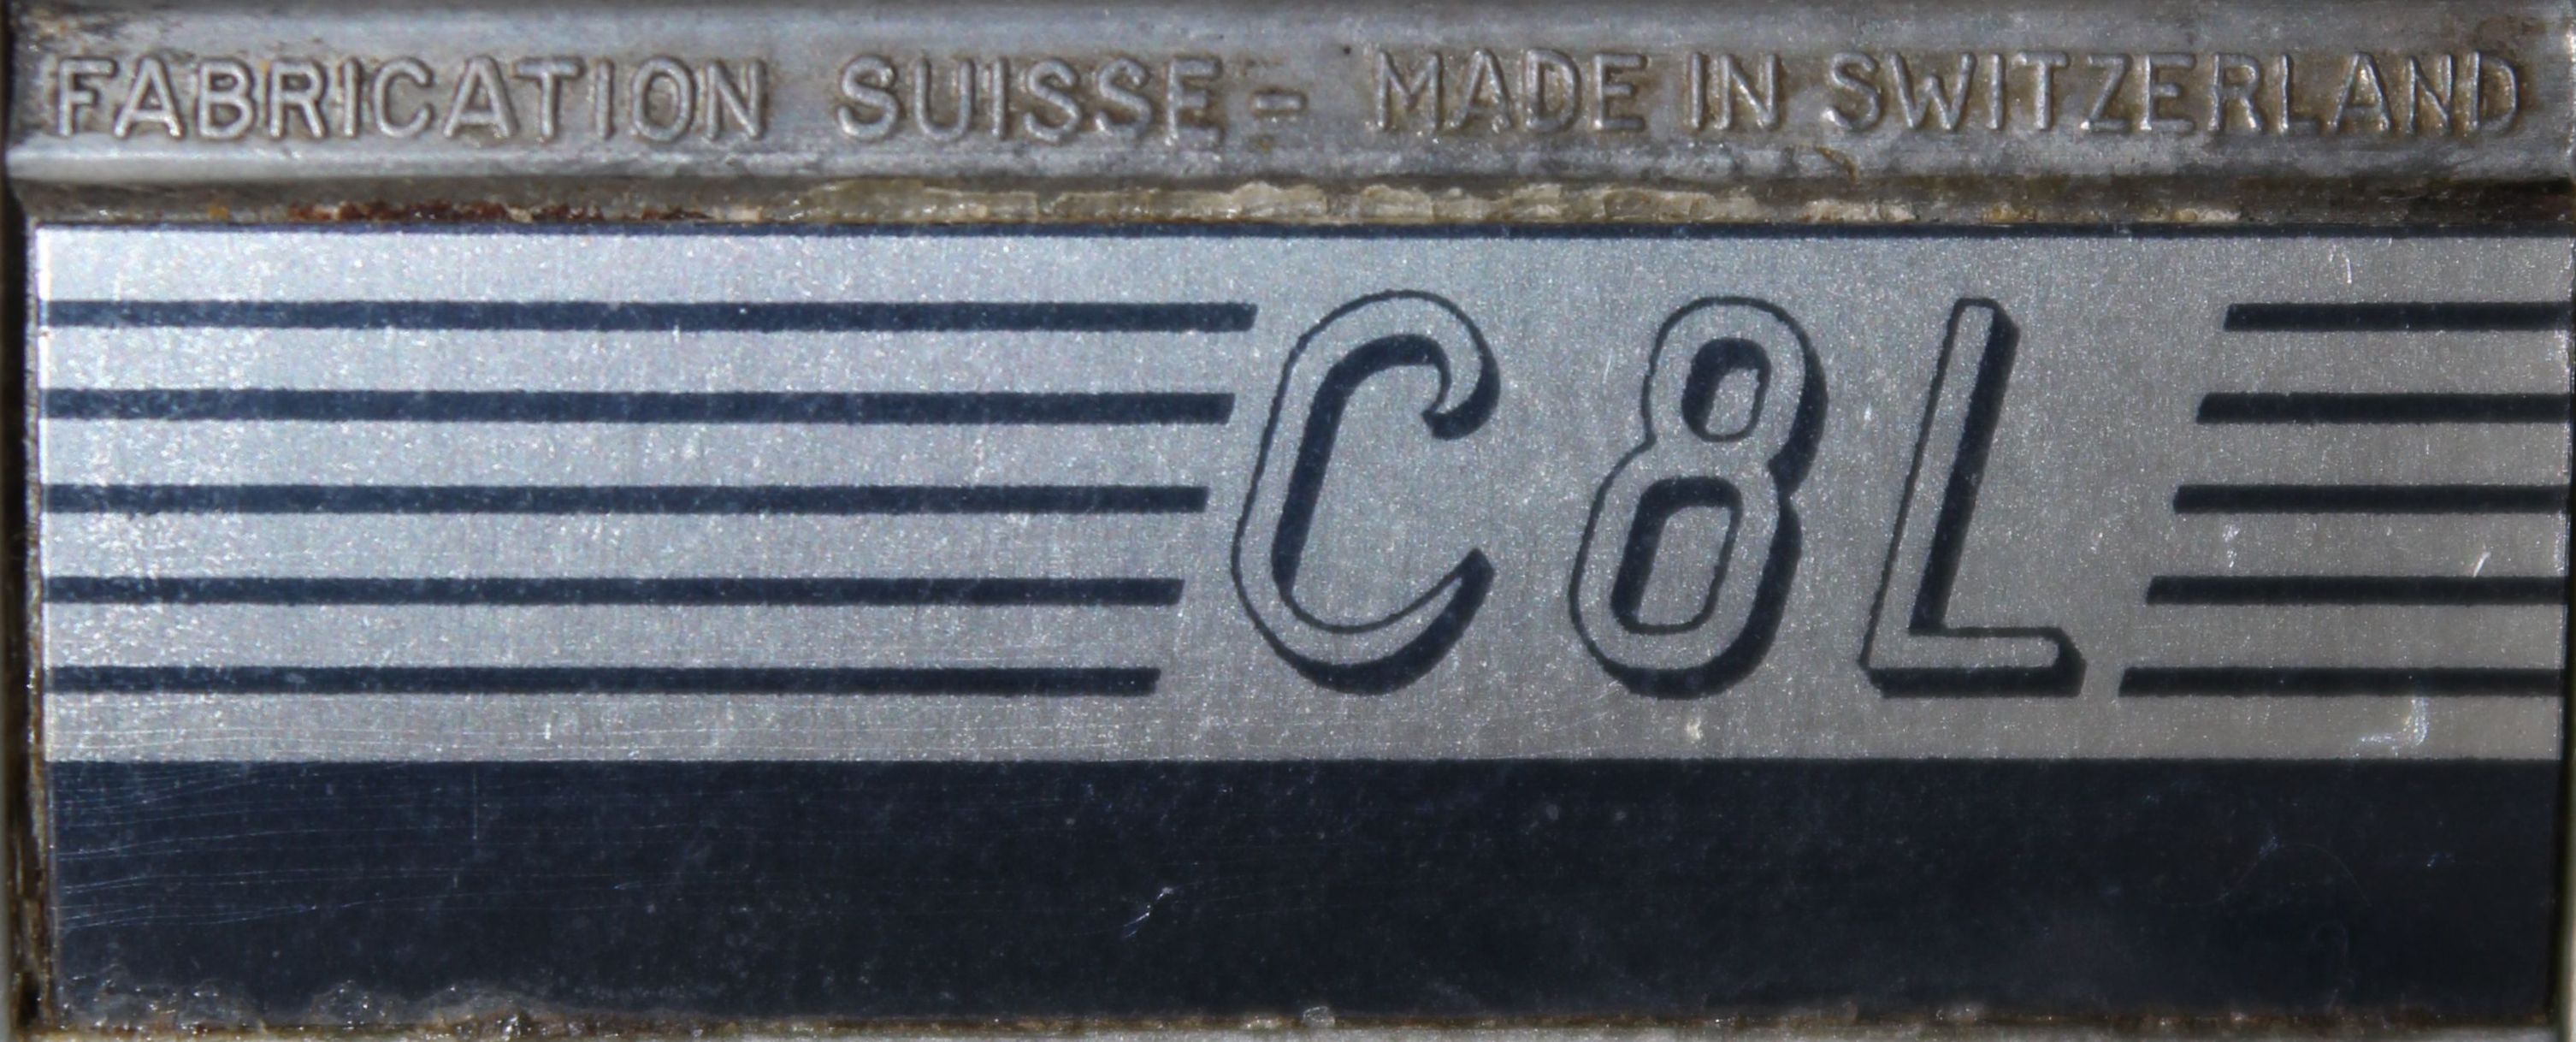 FABRICATION SUISSE - MADE IN SWITZERLAND
C8L